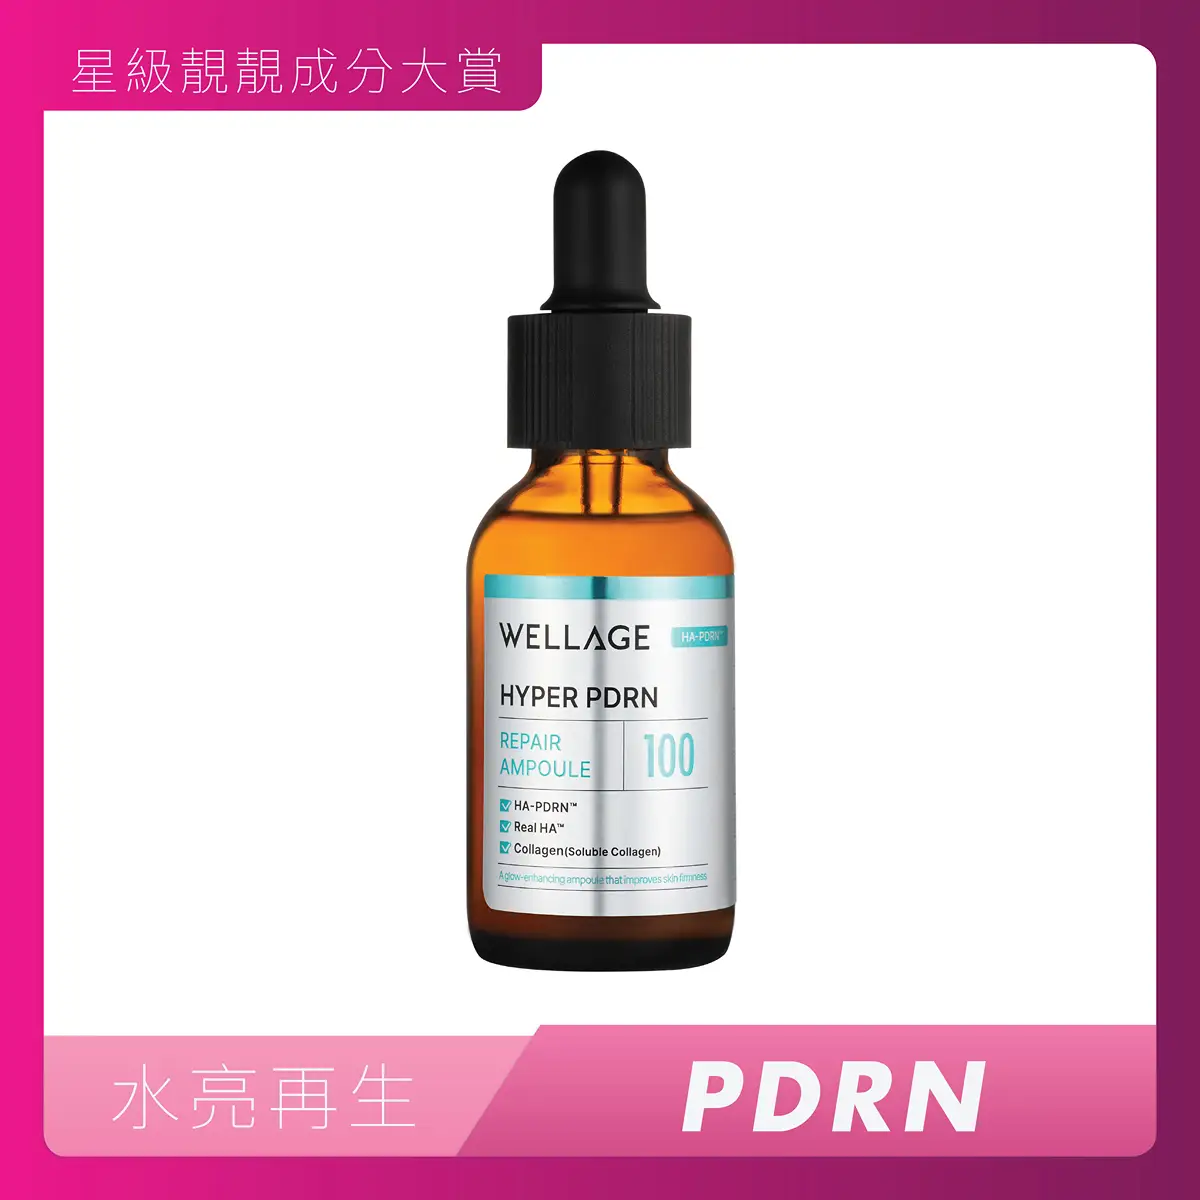 星級靚靚成分大賞
WELLAGE
HA-PDRN™
HYPER PDRN
REPAIR
AMPOULE
100
HA-PDRN™
Real HA™
Collagen(Soluble Collagen)
A glow-enhancing ampoule that improves skin firmness
水亮再生
PDRN